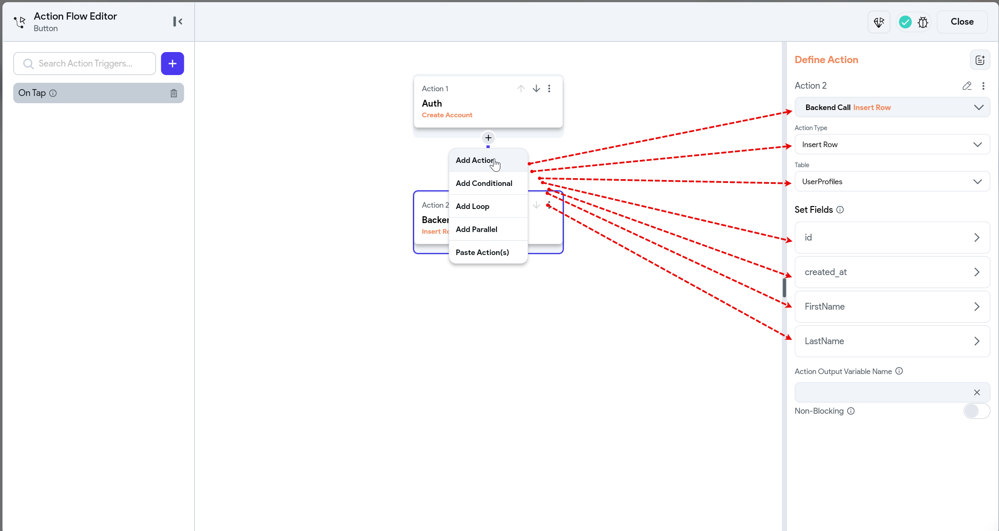 Action Flow Editor
Button
Close
Search Action Triggers...
On Tap
Action 1
Auth
Create Account
Add Action
Add Conditional
Action 2
Add Loop
Insert
Add Parallel
Paste Action(s)
Define Action
Action 2
Backend Call Insert Row
Action Type
Insert Row
Table
UserProfiles
Set Fields
id
created_at
FirstName
LastName
Action Output Variable Name
Non-Blocking